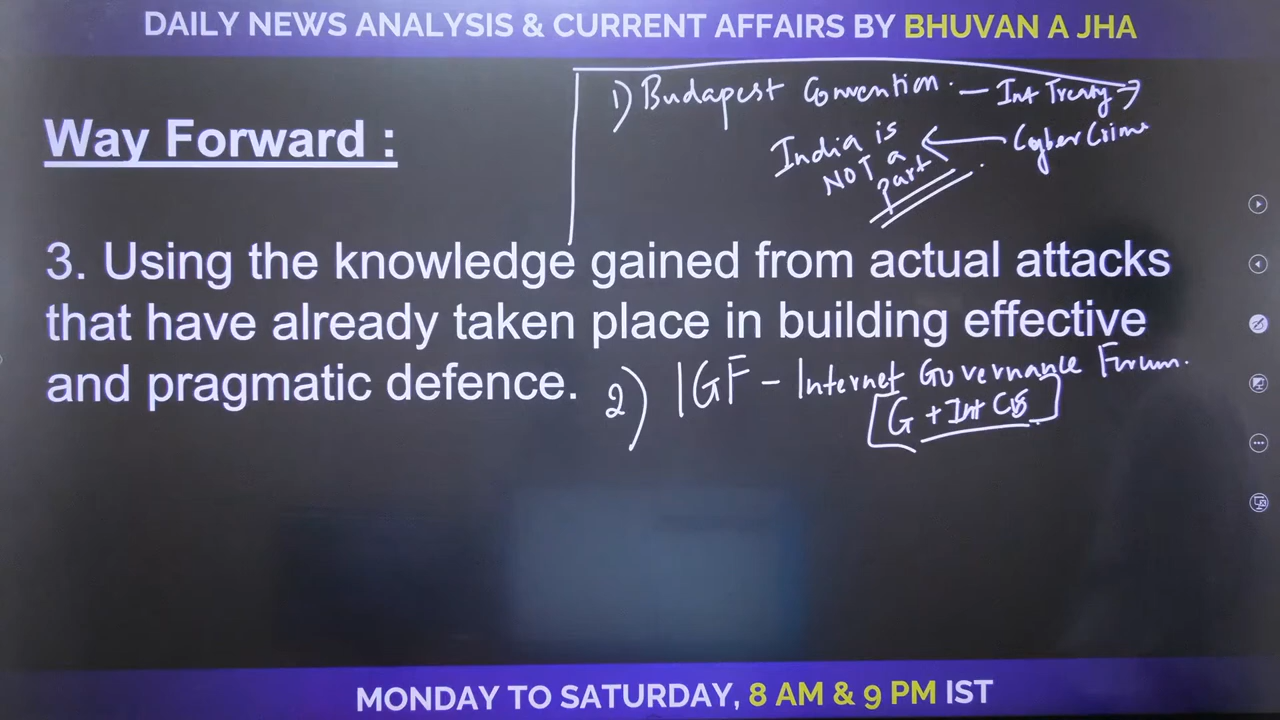 DAILY NEWS ANALYSIS & CURRENT AFFAIRS BY BHUVAN A JHA
1) Budapest Convention. — Int Treaty →
Cyber Crime
India is
NOT a
part
Way Forward :
3. Using the knowledge gained from actual attacks
that have already taken place in building effective
and pragmatic defence.
2) IGF - Internet Governance Forum.
[G + Int
MONDAY TO SATURDAY, 8 AM & 9 PM IST